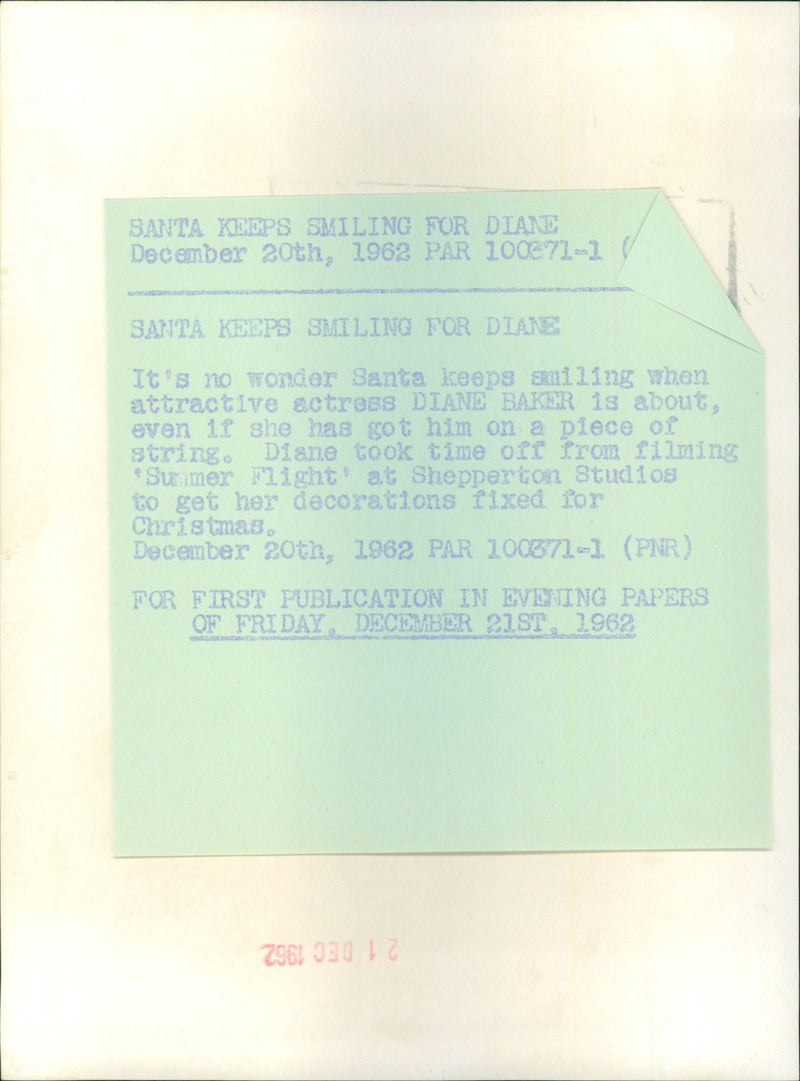 SANTA KEEPS SMILING FOR DIANE
December 20th, 1962 PAR 100371-1 (
SANTA KEEPS SMILING FOR DIANE
It's no wonder Santa keeps smiling when
attractive actress DIANE BAKER is about,
even if she has got him on a piece of
string. Diane took time off from filming
'Summer Flight' at Shepperton Studios
to get her decorations fixed for
Christmas.
December 20th, 1962 PAR 100371-1 (PNR)
FOR FIRST PUBLICATION IN EVENING PAPERS
OF FRIDAY, DECEMBER 21ST, 1962
21 DEC 1962